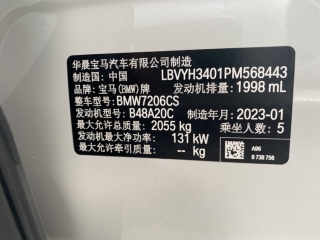 华晨宝马汽车有限公司制造
制造国: 中国 LBVYH3401PM568443
品牌: 宝马(BMW)牌 发动机排量: 1998 mL
整车型号: BMW7206CS
发动机型号: B48A20C 制造年月: 2023-01
最大允许总质量: 2055 kg 乘坐人数: 5
发动机最大净功率: 131 kW
最大允许牵引质量: -- kg
A96
8 738 756